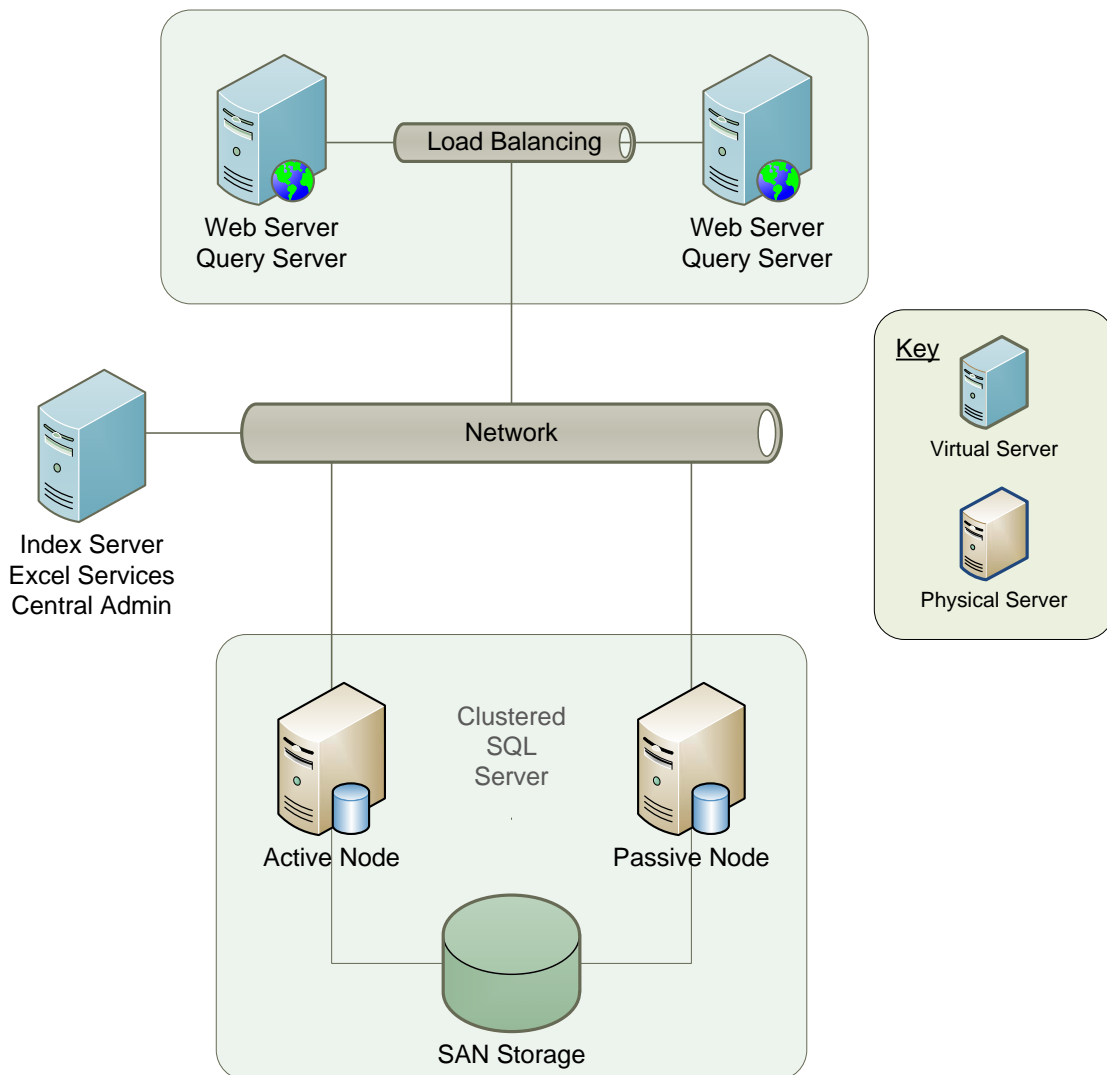 Load Balancing
Web Server
Query Server
Web Server
Query Server
Key
Virtual Server
Physical Server
Network
Index Server
Excel Services
Central Admin
Clustered
SQL
Server
.
Active Node
Passive Node
SAN Storage